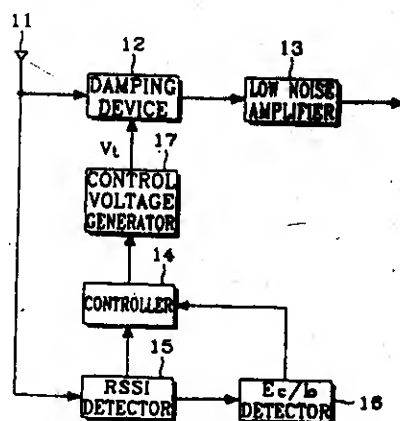 11
12
DAMPING
DEVICE
13
LOW NOISE
AMPLIFIER
Vt
17
CONTROL
VOLTAGE
GENERATOR
14
CONTROLLER
15
RSSI
DETECTOR
Ec/Io
DETECTOR
16